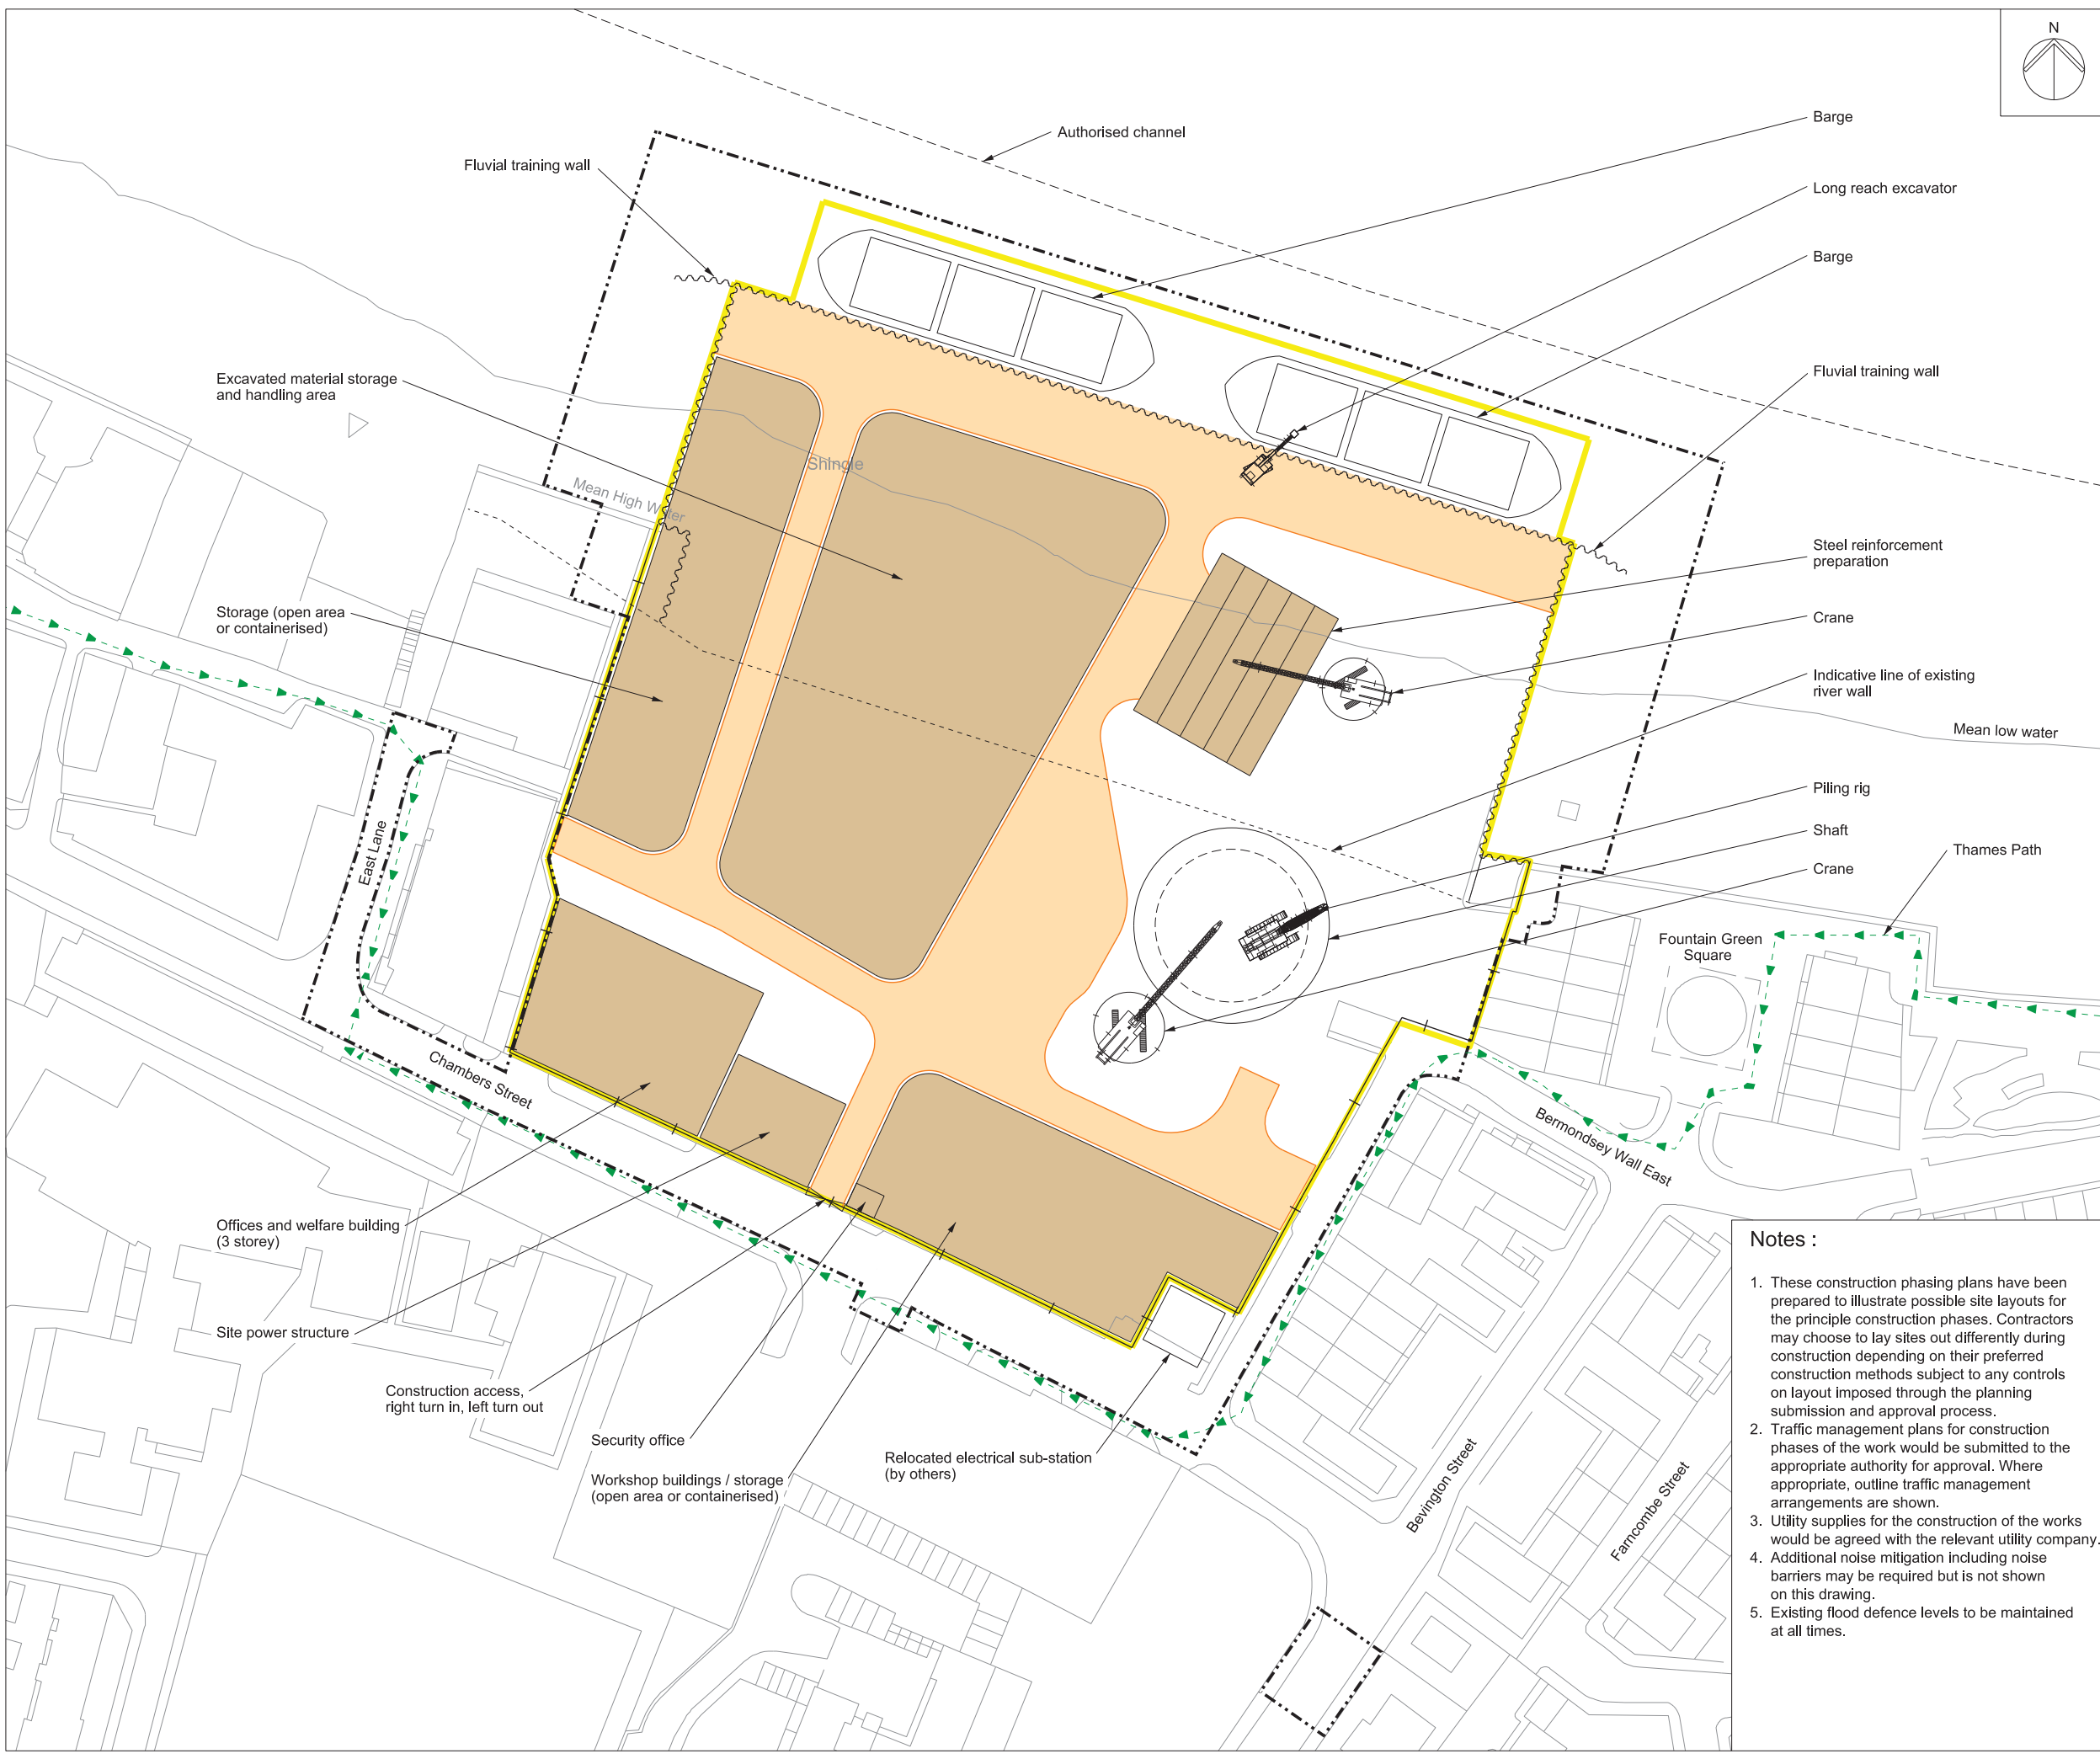 N
Barge
Authorised channel
Fluvial training wall
Long reach excavator
Barge
Fluvial training wall
Excavated material storage
and handling area
Shingle
Mean High Water
Steel reinforcement
preparation
Storage (open area
or containerised)
Crane
Indicative line of existing
river wall
Mean low water
Piling rig
Shaft
Thames Path
Crane
East Lane
Fountain Green
Square
Chambers Street
Bermondsey Wall East
Offices and welfare building
(3 storey)
Site power structure
Construction access,
right turn in, left turn out
Security office
Relocated electrical sub-station
(by others)
Workshop buildings / storage
(open area or containerised)
Bevington Street
Farncombe Street
Notes :
1. These construction phasing plans have been
prepared to illustrate possible site layouts for
the principle construction phases. Contractors
may choose to lay sites out differently during
construction depending on their preferred
construction methods subject to any controls
on layout imposed through the planning
submission and approval process.
2. Traffic management plans for construction
phases of the work would be submitted to the
appropriate authority for approval. Where
appropriate, outline traffic management
arrangements are shown.
3. Utility supplies for the construction of the works
would be agreed with the relevant utility company.
4. Additional noise mitigation including noise
barriers may be required but is not shown
on this drawing.
5. Existing flood defence levels to be maintained
at all times.